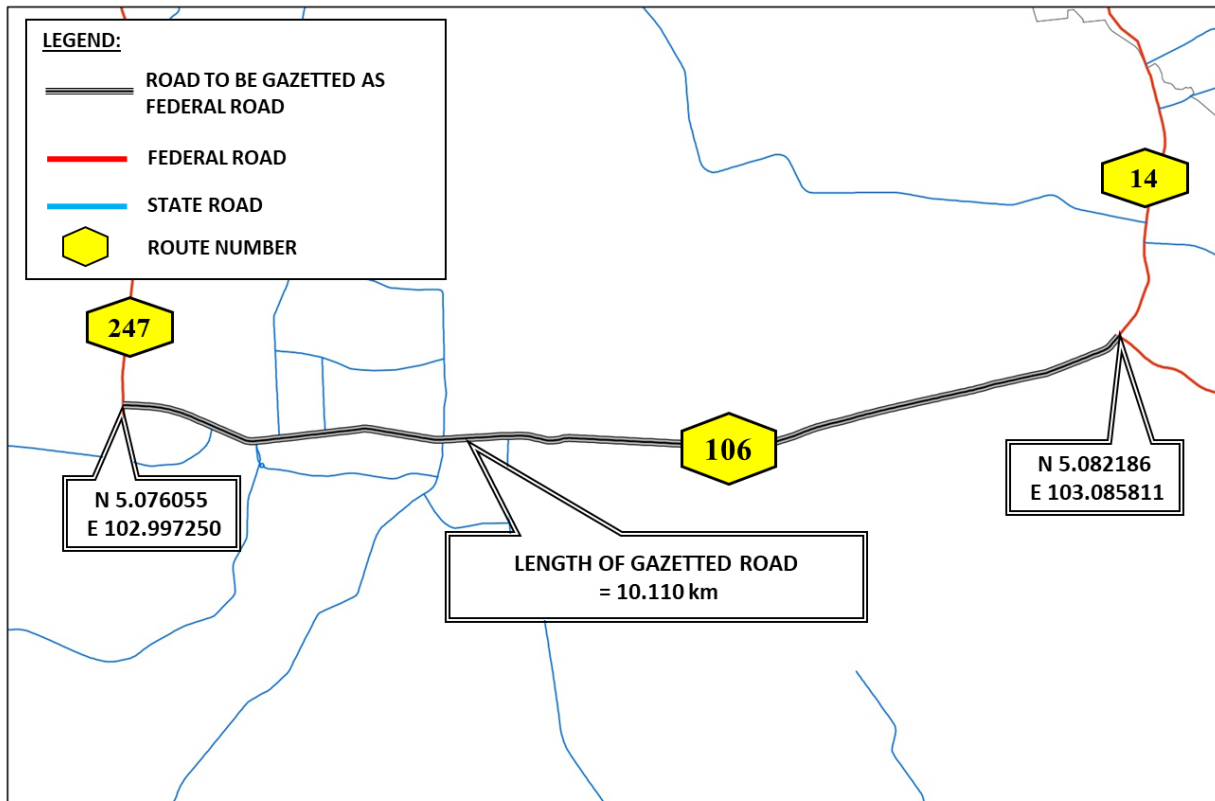 LEGEND:
ROAD TO BE GAZETTED AS
FEDERAL ROAD
FEDERAL ROAD
STATE ROAD
ROUTE NUMBER
14
247
106
N 5.076055
E 102.997250
N 5.082186
E 103.085811
LENGTH OF GAZETTED ROAD
= 10.110 km